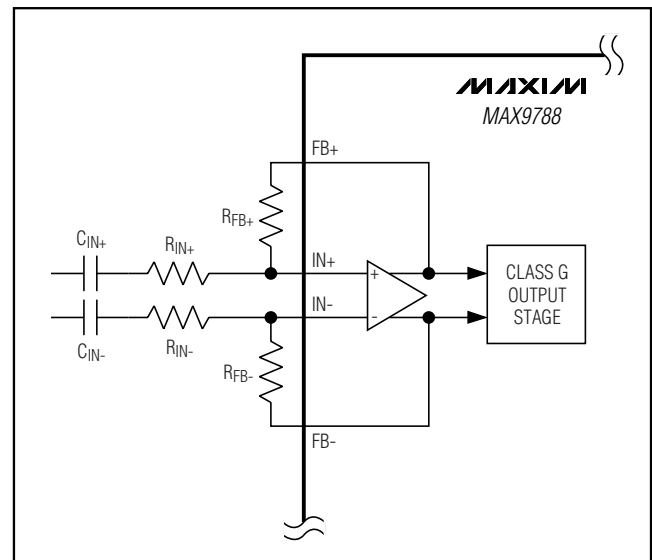 MAXIM
MAX9788
FB+
RFB+
CIN+
RIN+
IN+
+
CLASS G
OUTPUT
STAGE
IN-
-
CIN-
RIN-
RFB-
FB-